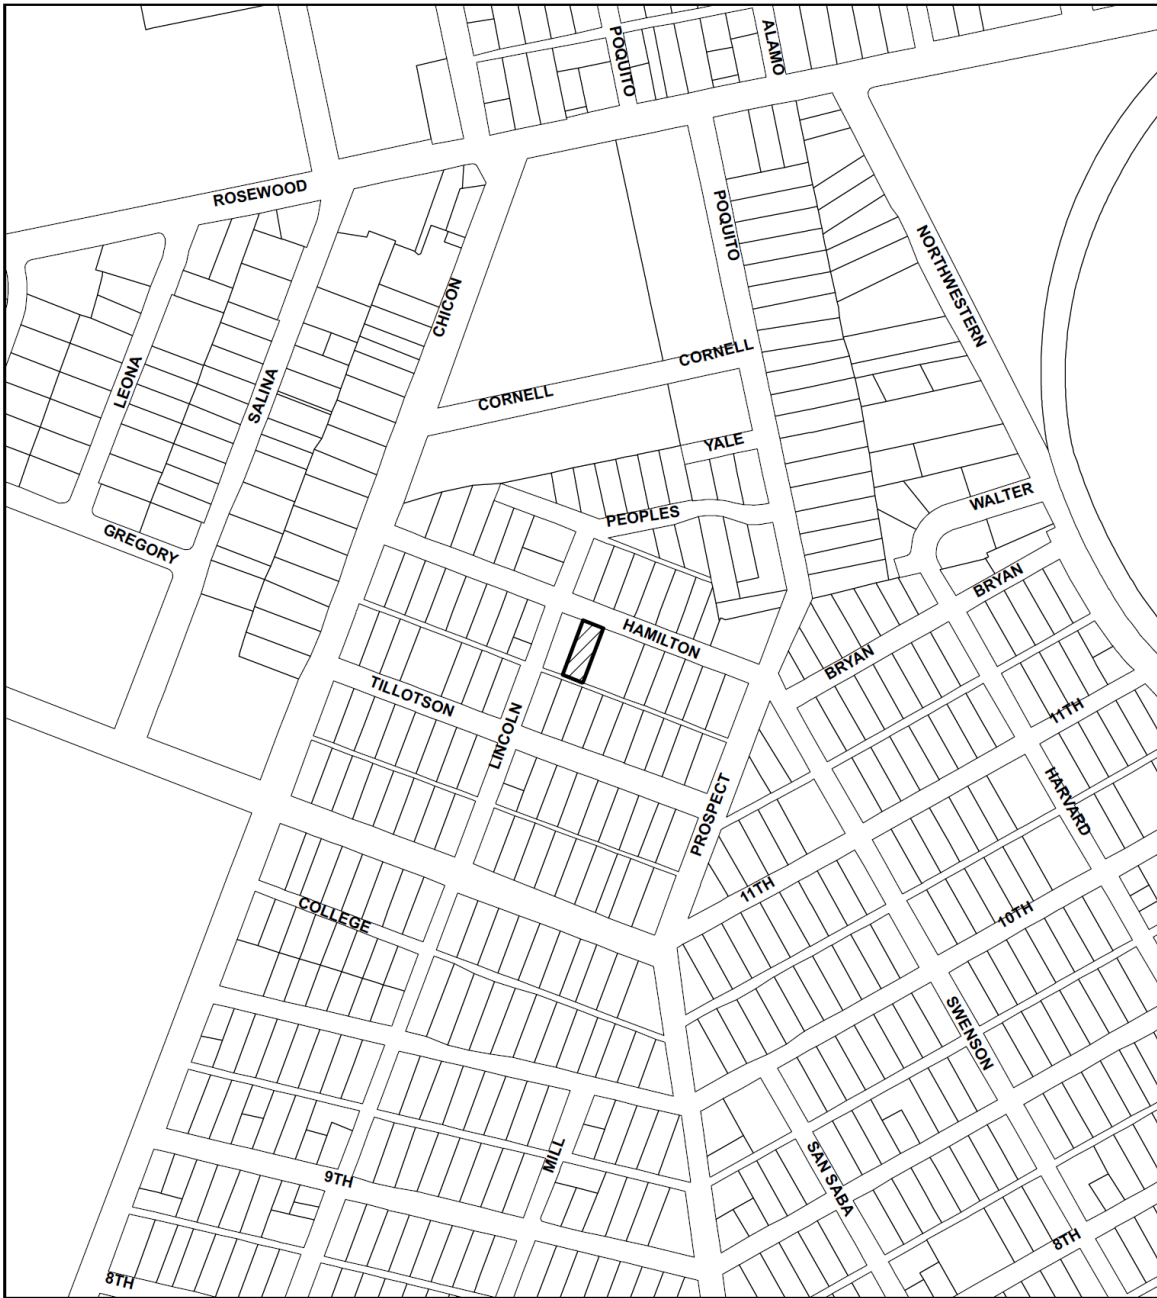 POQUITO
ALAMO
ROSEWOOD
POQUITO
NORTHWESTERN
CHICON
CORNELL
LEONA
SALINA
CORNELL
YALE
WALTER
PEOPLES
GREGORY
BRYAN
HAMILTON
BRYAN
TILLOTSON
11TH
LINCOLN
HARVARD
PROSPECT
11TH
COLLEGE
10TH
SWENSON
MILL
SAN SABA
9TH
8TH
8TH